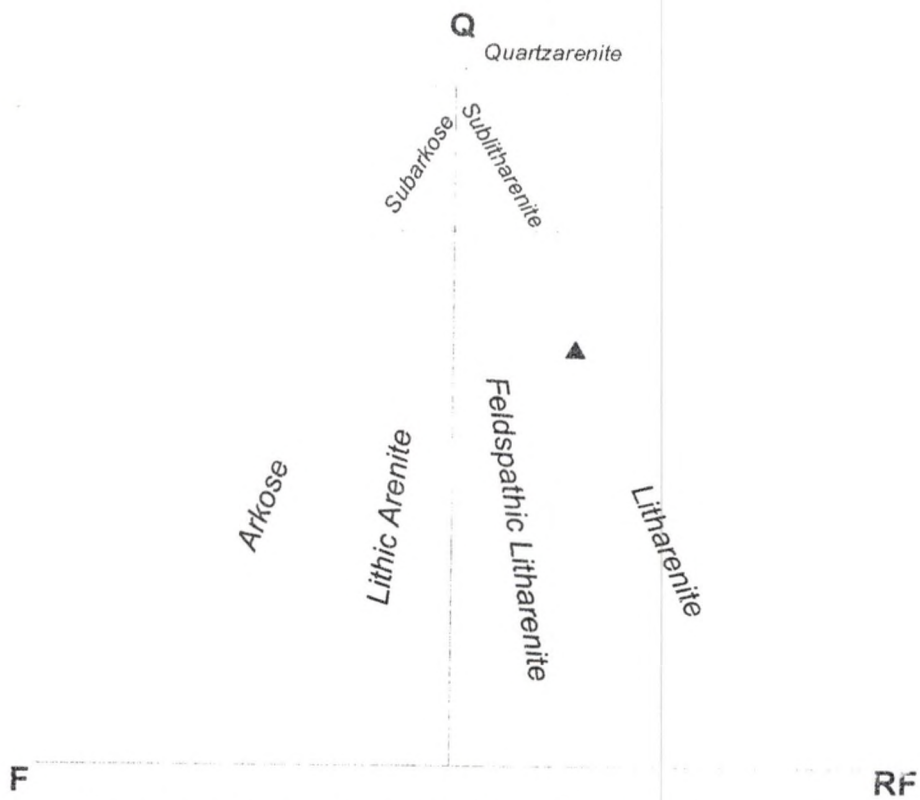 Q
Quartzarenite
Subarkose
Sublitharenite
Arkose
Lithic Arenite
Feldspathic Litharenite
Litharenite
F
RF